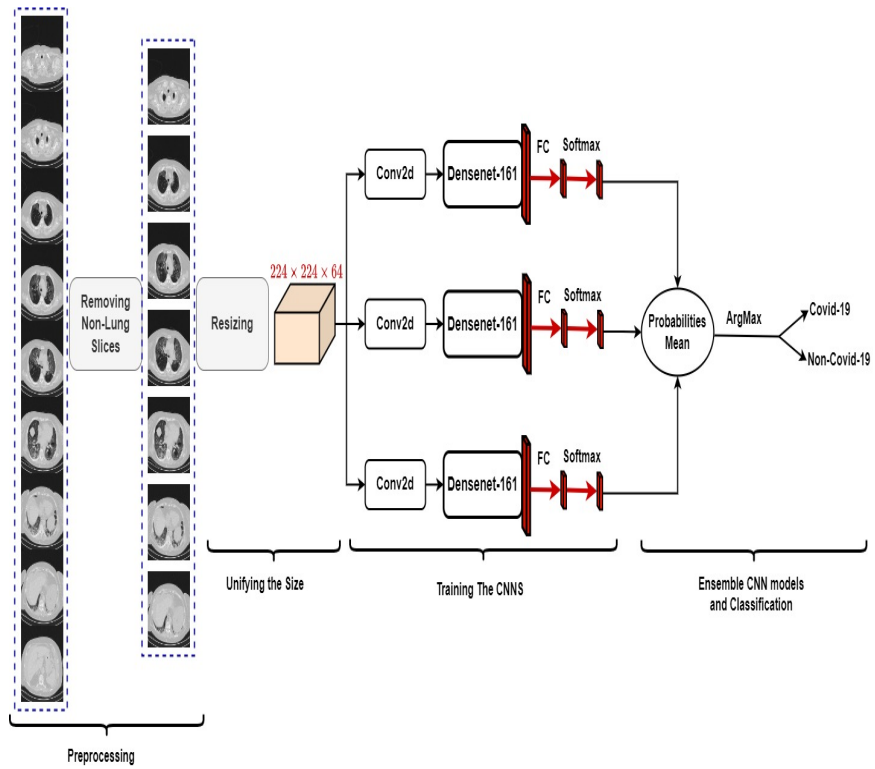 Removing
Non-Lung
Slices
Resizing
224 × 224 × 64
Conv2d
Densenet-161
FC
Softmax
Conv2d
Densenet-161
FC
Softmax
Conv2d
Densenet-161
FC
Softmax
Probabilities
Mean
ArgMax
Covid-19
Non-Covid-19
Unifying the Size
Training The CNNS
Ensemble CNN models
and Classification
Preprocessing